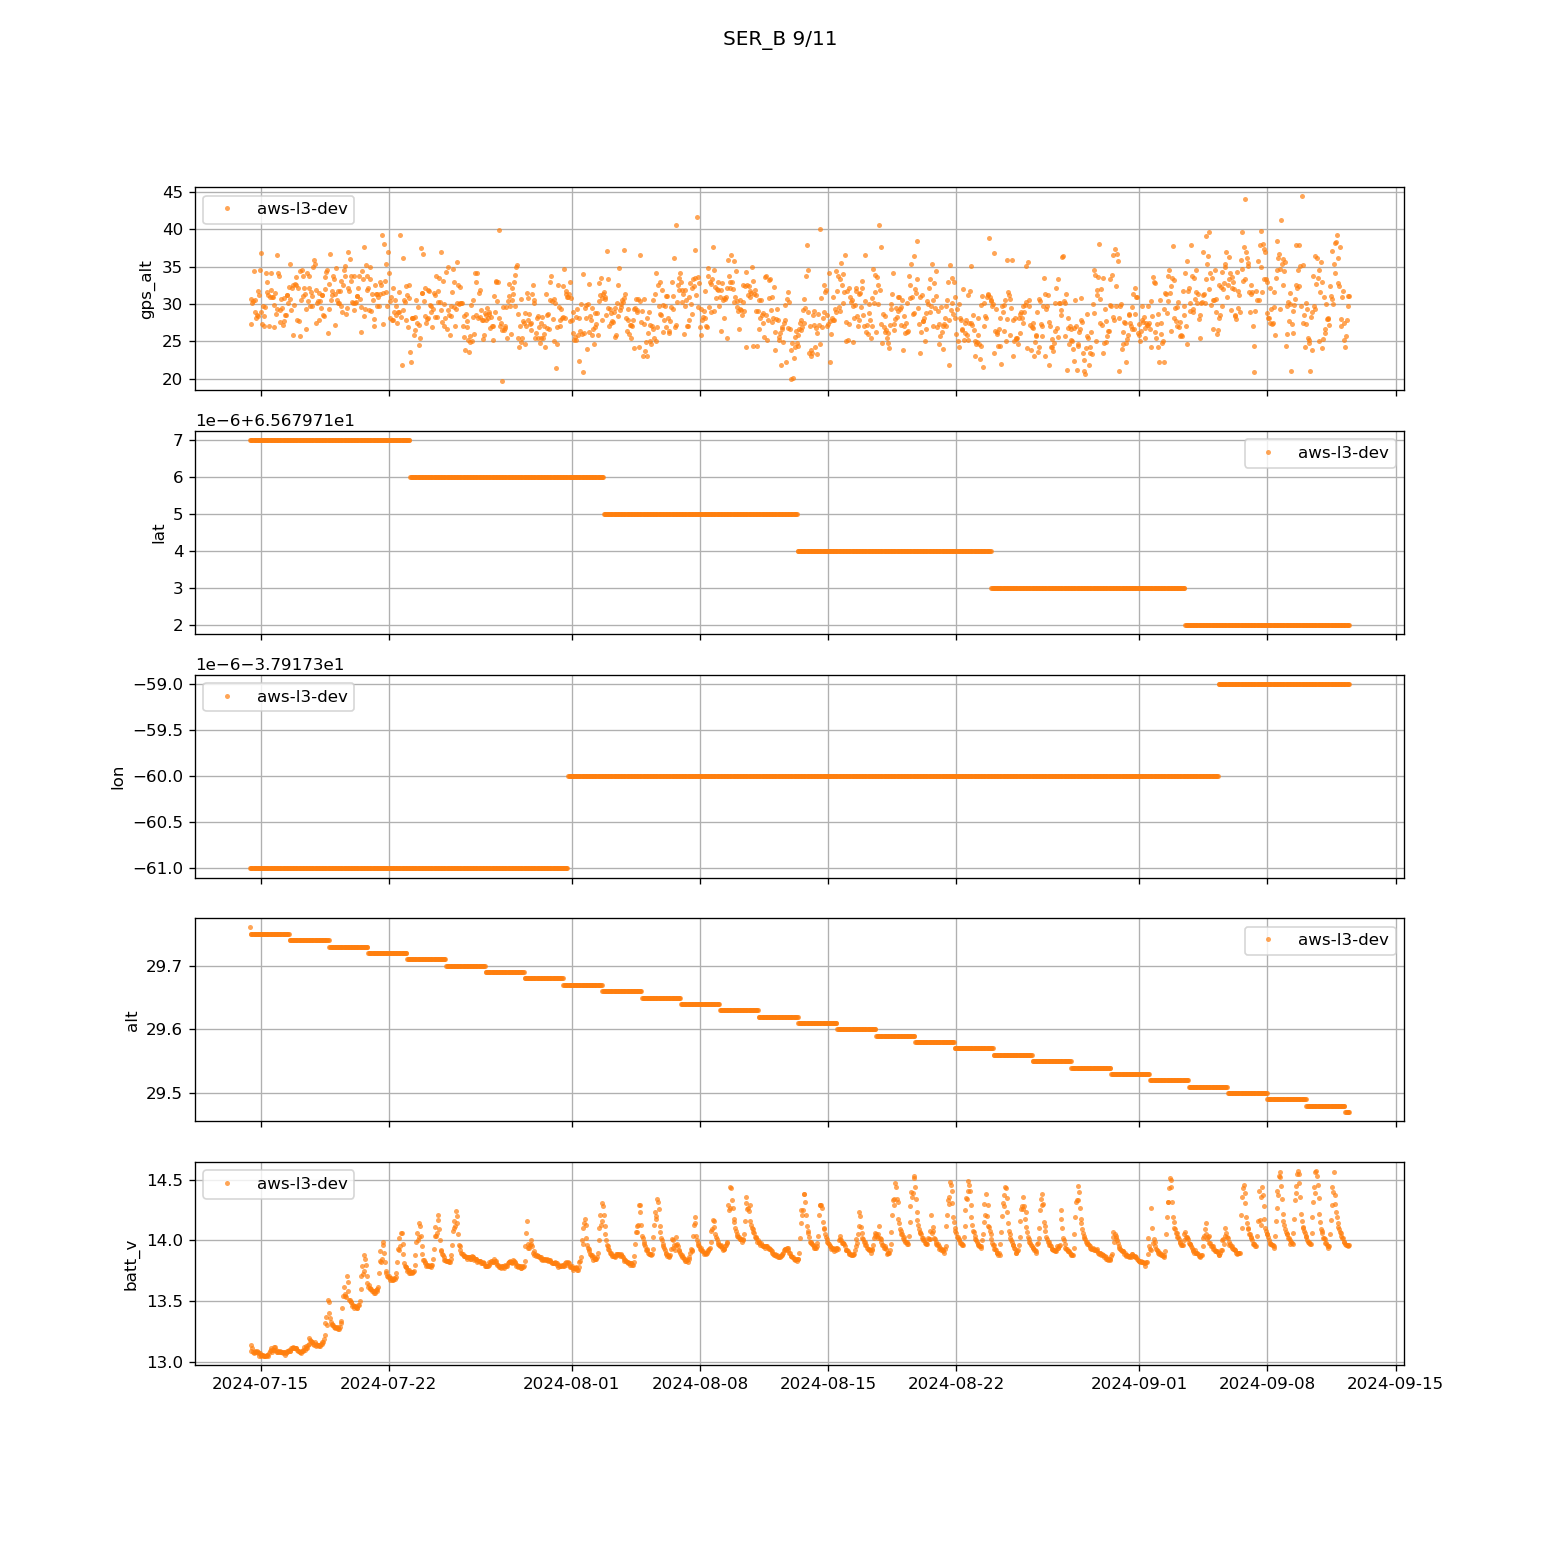 SER_B 9/11
45
40
35
30
25
20
gps_alt
aws-l3-dev
1e−6+6.567971e1
7
6
5
4
3
2
lat
aws-l3-dev
1e−6−3.79173e1
−59.0
−59.5
−60.0
−60.5
−61.0
lon
aws-l3-dev
29.7
29.6
29.5
alt
aws-l3-dev
14.5
14.0
13.5
13.0
batt_v
aws-l3-dev
2024-07-15 2024-07-22 2024-08-01 2024-08-08 2024-08-15 2024-08-22 2024-09-01 2024-09-08 2024-09-15